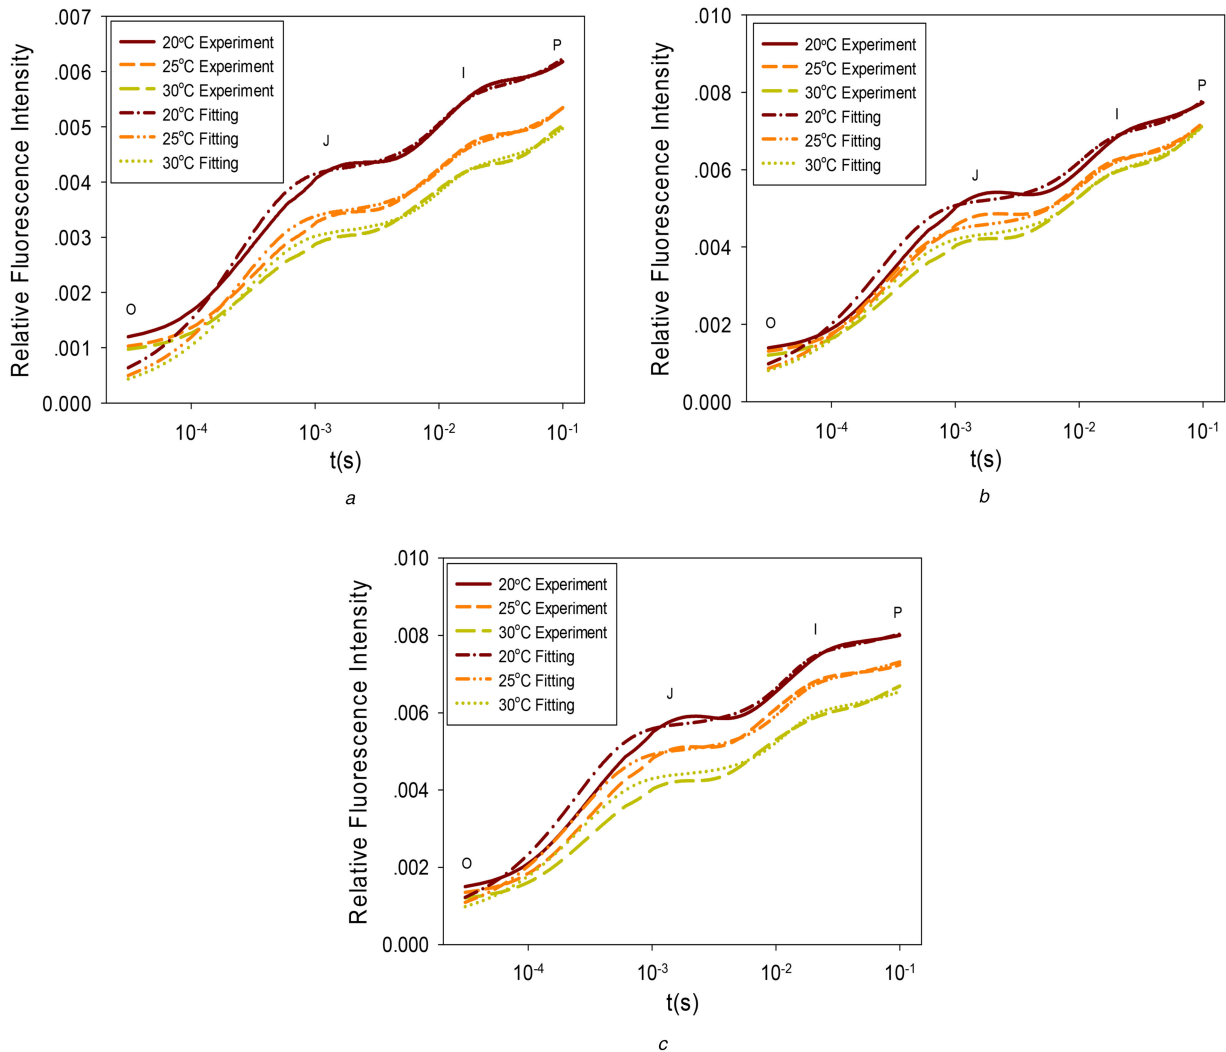 .007
.006
.005
.004
.003
.002
.001
0.000
Relative Fluorescence Intensity
20°C Experiment
25°C Experiment
30°C Experiment
20°C Fitting
25°C Fitting
30°C Fitting
O
J
I
P
10-4
10-3
10-2
10-1
t(s)
a
.010
.008
.006
.004
.002
0.000
Relative Fluorescence Intensity
20°C Experiment
25°C Experiment
30°C Experiment
20°C Fitting
25°C Fitting
30°C Fitting
O
J
I
P
10-4
10-3
10-2
10-1
t(s)
b
.010
.008
.006
.004
.002
0.000
Relative Fluorescence Intensity
20°C Experiment
25°C Experiment
30°C Experiment
20°C Fitting
25°C Fitting
30°C Fitting
O
J
I
P
10-4
10-3
10-2
10-1
t(s)
c